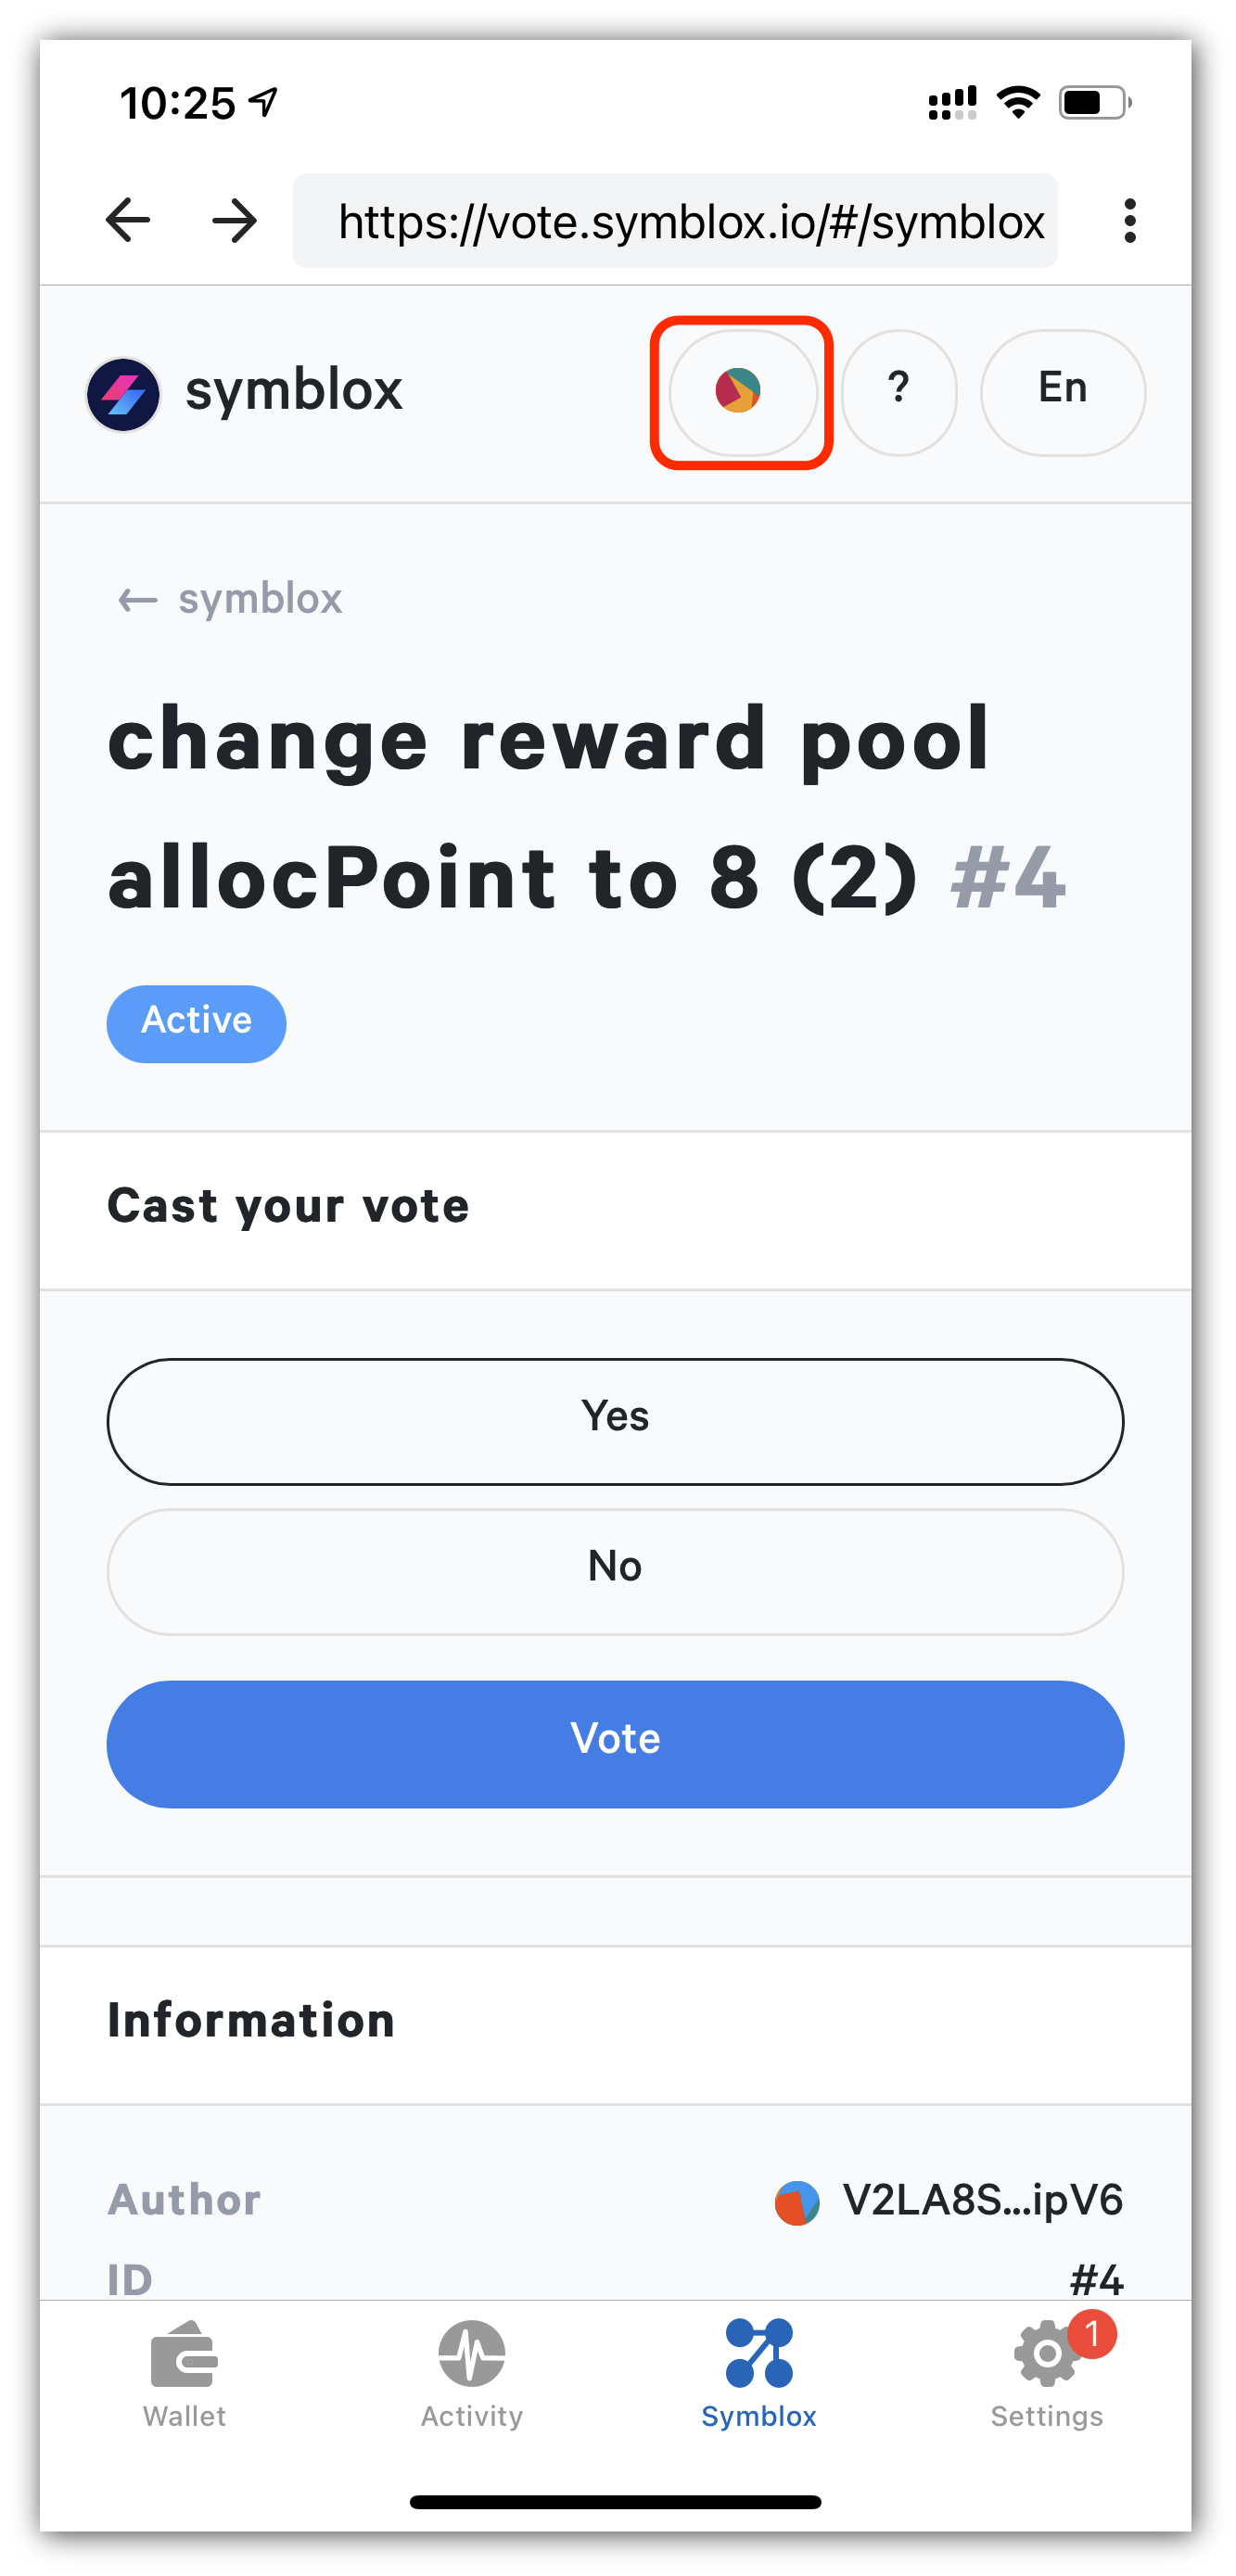 10:25
https://vote.symblox.io/#/symblox
symblox
?
En
← symblox
change reward pool
allocPoint to 8 (2) #4
Active
Cast your vote
Yes
No
Vote
Information
Author V2LA8S...ipV6
ID #4
1
Wallet Activity Symblox Settings